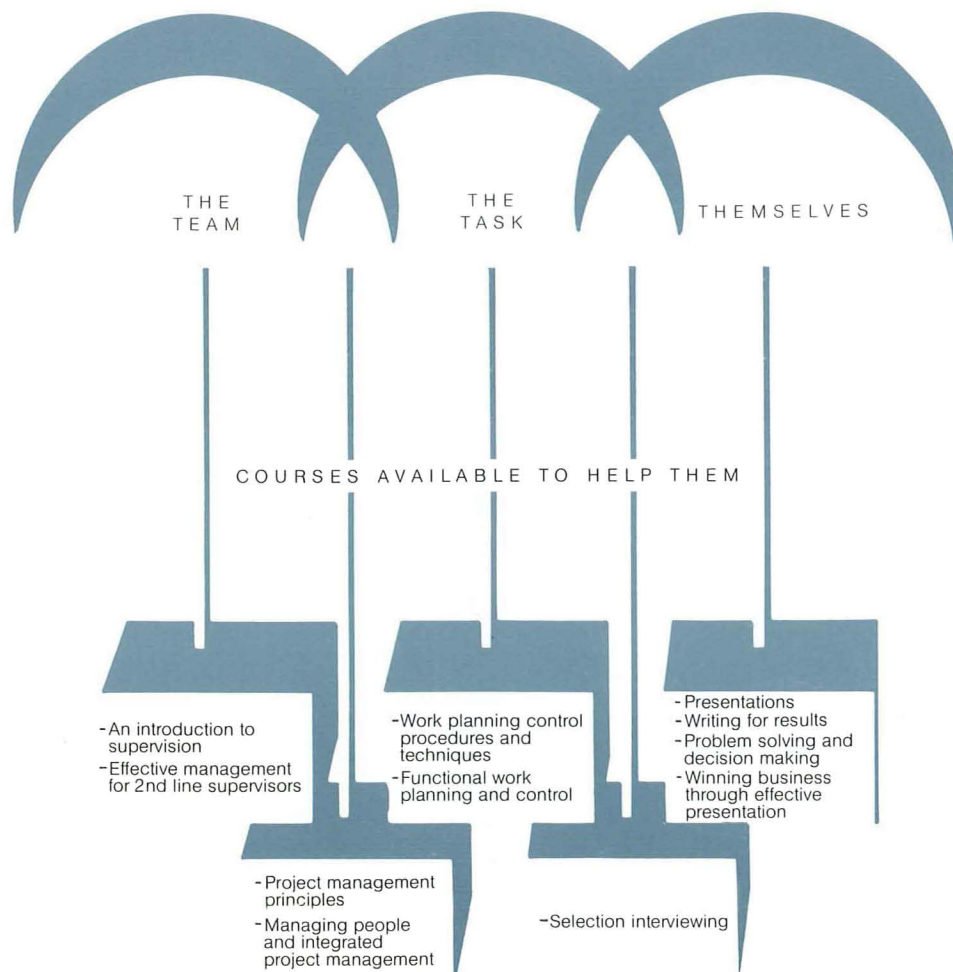 THE
TEAM
THE
TASK
THEMSELVES
COURSES AVAILABLE TO HELP THEM
-An introduction to
supervision
-Effective management
for 2nd line supervisors
-Work planning control
procedures and
techniques
-Functional work
planning and control
-Presentations
-Writing for results
-Problem solving and
decision making
-Winning business
through effective
presentation
-Project management
principles
-Managing people
and integrated
project management
-Selection interviewing